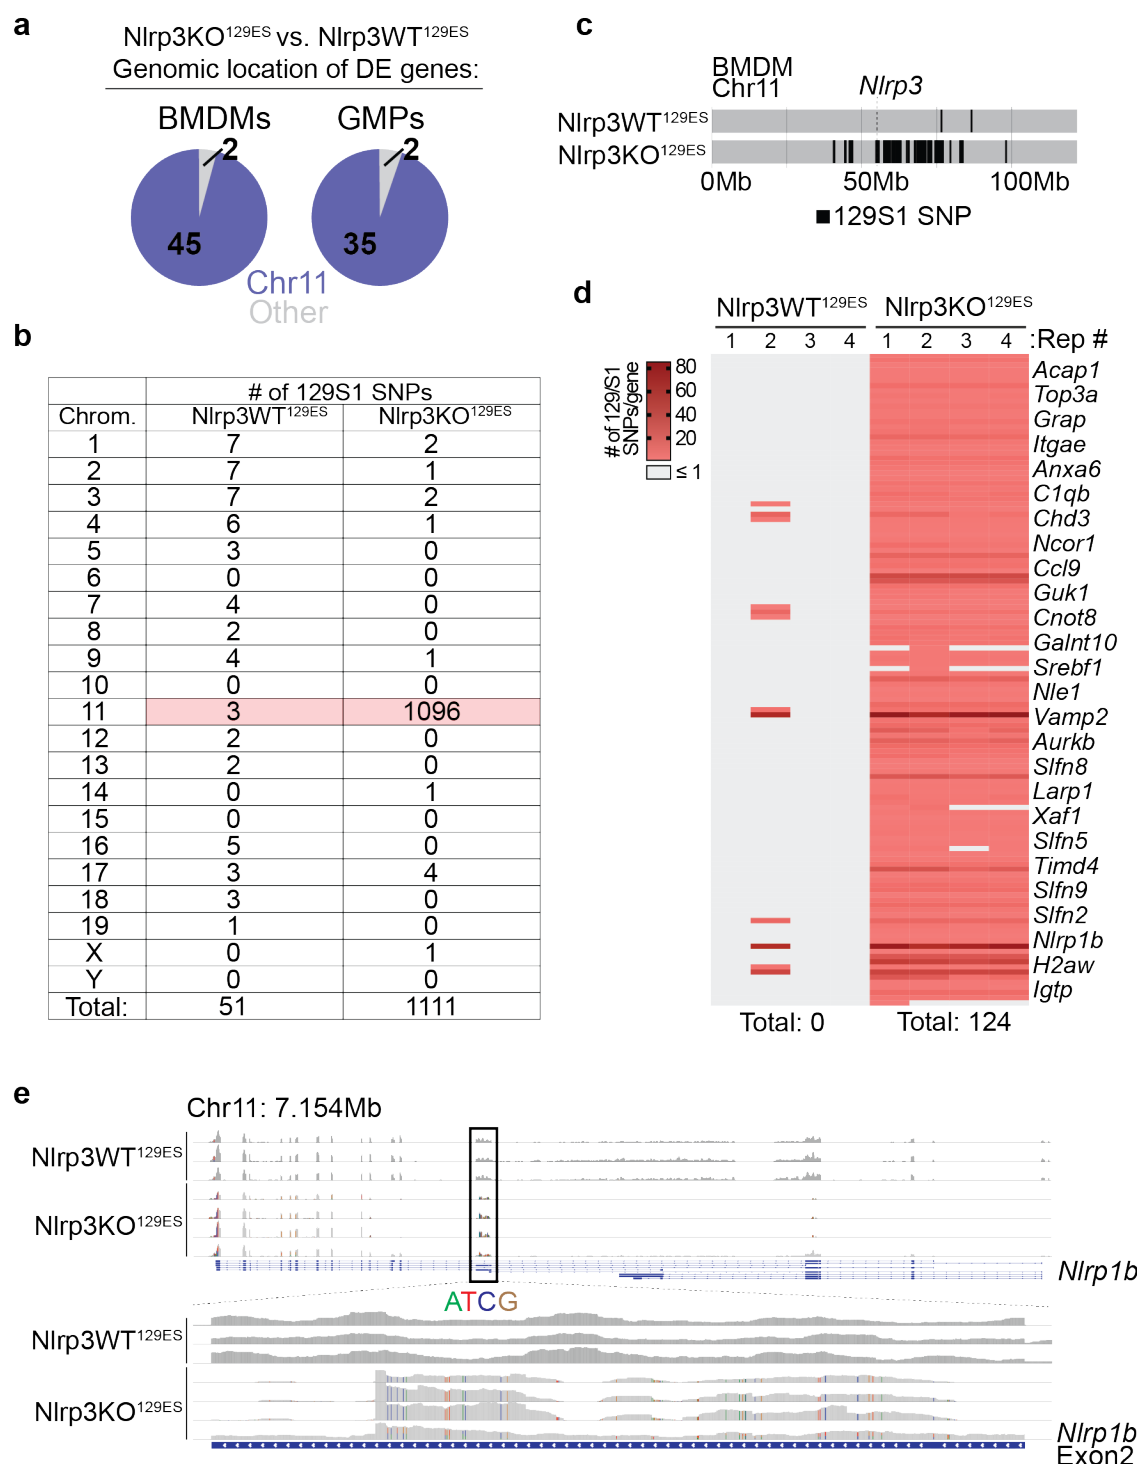 a
Nlrp3KO129ES vs. Nlrp3WT129ES
Genomic location of DE genes:
BMDMs GMPs
2 2
45 35
Chr11
Other
b
# of 129S1 SNPs
Chrom. Nlrp3WT129ES Nlrp3KO129ES
1 7 2
2 7 1
3 7 2
4 6 1
5 3 0
6 0 0
7 4 0
8 2 0
9 4 1
10 0 0
11 3 1096
12 2 0
13 2 0
14 0 1
15 0 0
16 5 0
17 3 4
18 3 0
19 1 0
X 0 1
Y 0 0
Total: 51 1111
c
BMDM
Chr11
Nlrp3
Nlrp3WT129ES
Nlrp3KO129ES
0Mb 50Mb 100Mb
129S1 SNP
d
Nlrp3WT129ES Nlrp3KO129ES
1 2 3 4 1 2 3 4 :Rep #
# of 129/S1
SNPs/gene
80
60
40
20
≤ 1
Acap1
Top3a
Grap
Itgae
Anxa6
C1qb
Chd3
Ncor1
Ccl9
Guk1
Cnot8
Galnt10
Srebf1
Nle1
Vamp2
Aurkb
Slfn8
Larp1
Xaf1
Slfn5
Timd4
Slfn9
Slfn2
Nlrp1b
H2aw
Igtp
Total: 0 Total: 124
e
Chr11: 7.154Mb
Nlrp3WT129ES
Nlrp3KO129ES
Nlrp1b
ATCG
Nlrp3WT129ES
Nlrp3KO129ES
Nlrp1b
Exon2